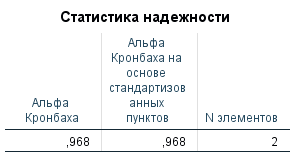 Статистика надежности
Альфа
Кронбаха
Альфа
Кронбаха на
основе
стандартизов
анных
пунктов
N элементов
,968
,968
2